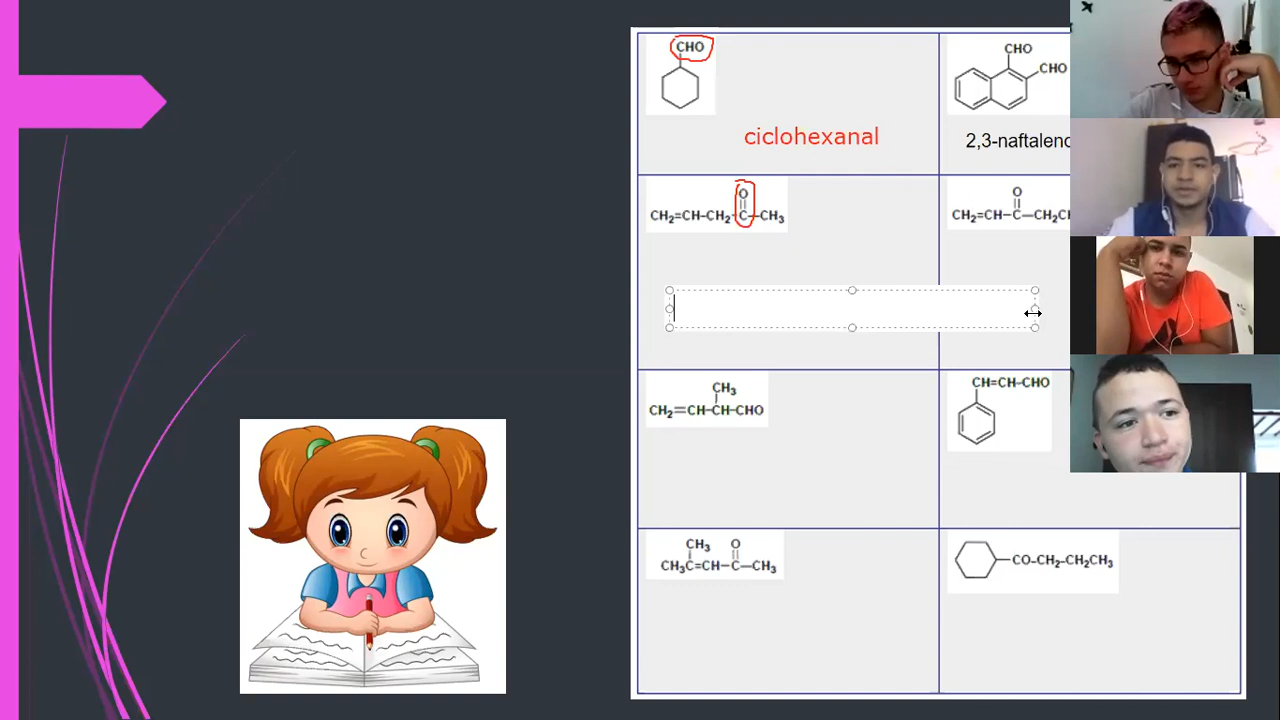 CHO
ciclohexanal
CHO
CHO
2,3-naftalenc
O
CH₂=CH-CH₂-C-CH₃
O
CH₂=CH-C-CH₂CH
CH₃
CH₂=CH-CH-CHO
CH=CH-CHO
CH₃ O
CH₃C=CH-C-CH₃
CO-CH₂-CH₂CH₃